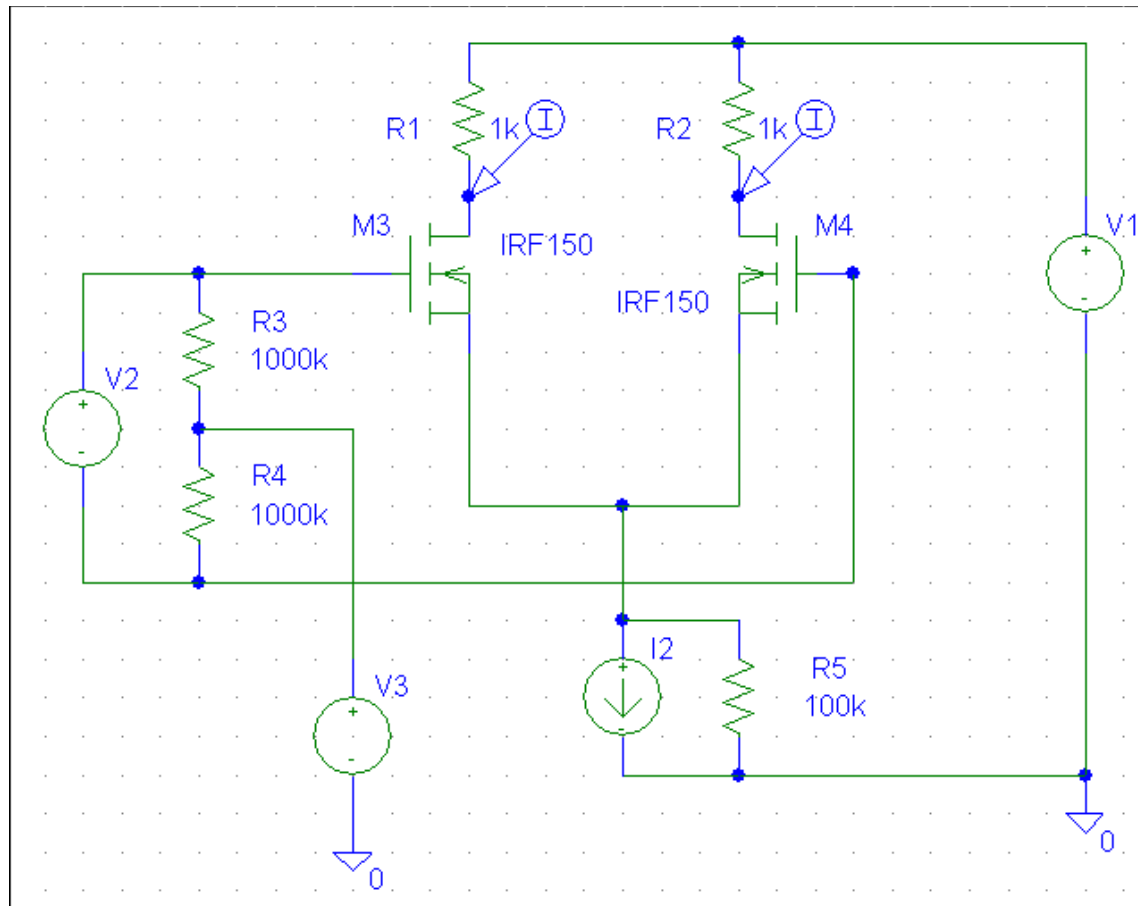 R1
1k
I
R2
1k
I
M3
IRF150
M4
IRF150
V1
+
-
R3
1000k
V2
+
-
R4
1000k
I2
+
-
R5
100k
V3
+
-
0
0